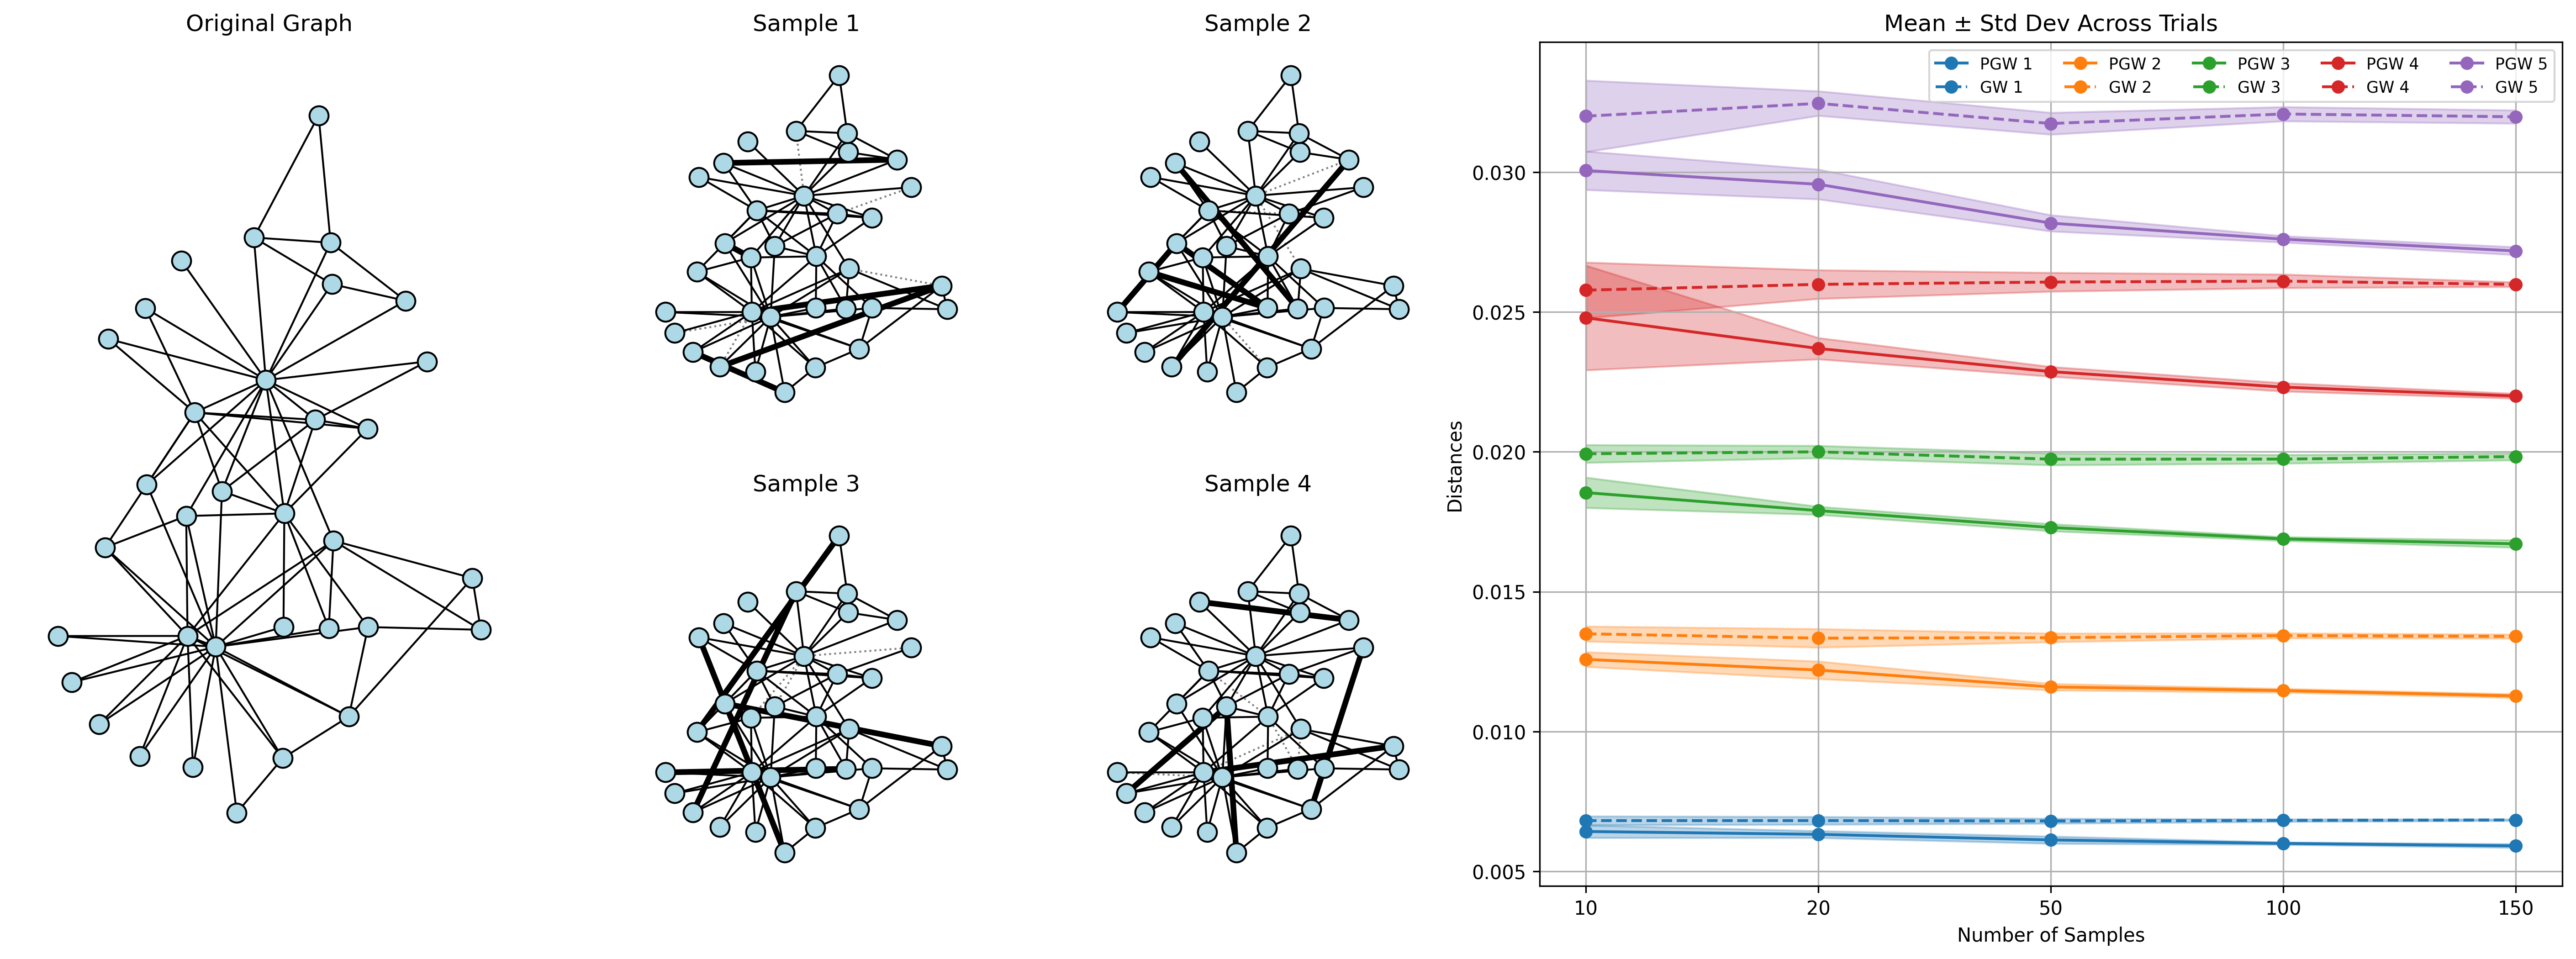 Original Graph
Sample 1
Sample 2
Sample 3
Sample 4
Mean ± Std Dev Across Trials
PGW 1 PGW 2 PGW 3 PGW 4 PGW 5
GW 1 GW 2 GW 3 GW 4 GW 5
Distances
0.030
0.025
0.020
0.015
0.010
0.005
10 20 50 100 150
Number of Samples